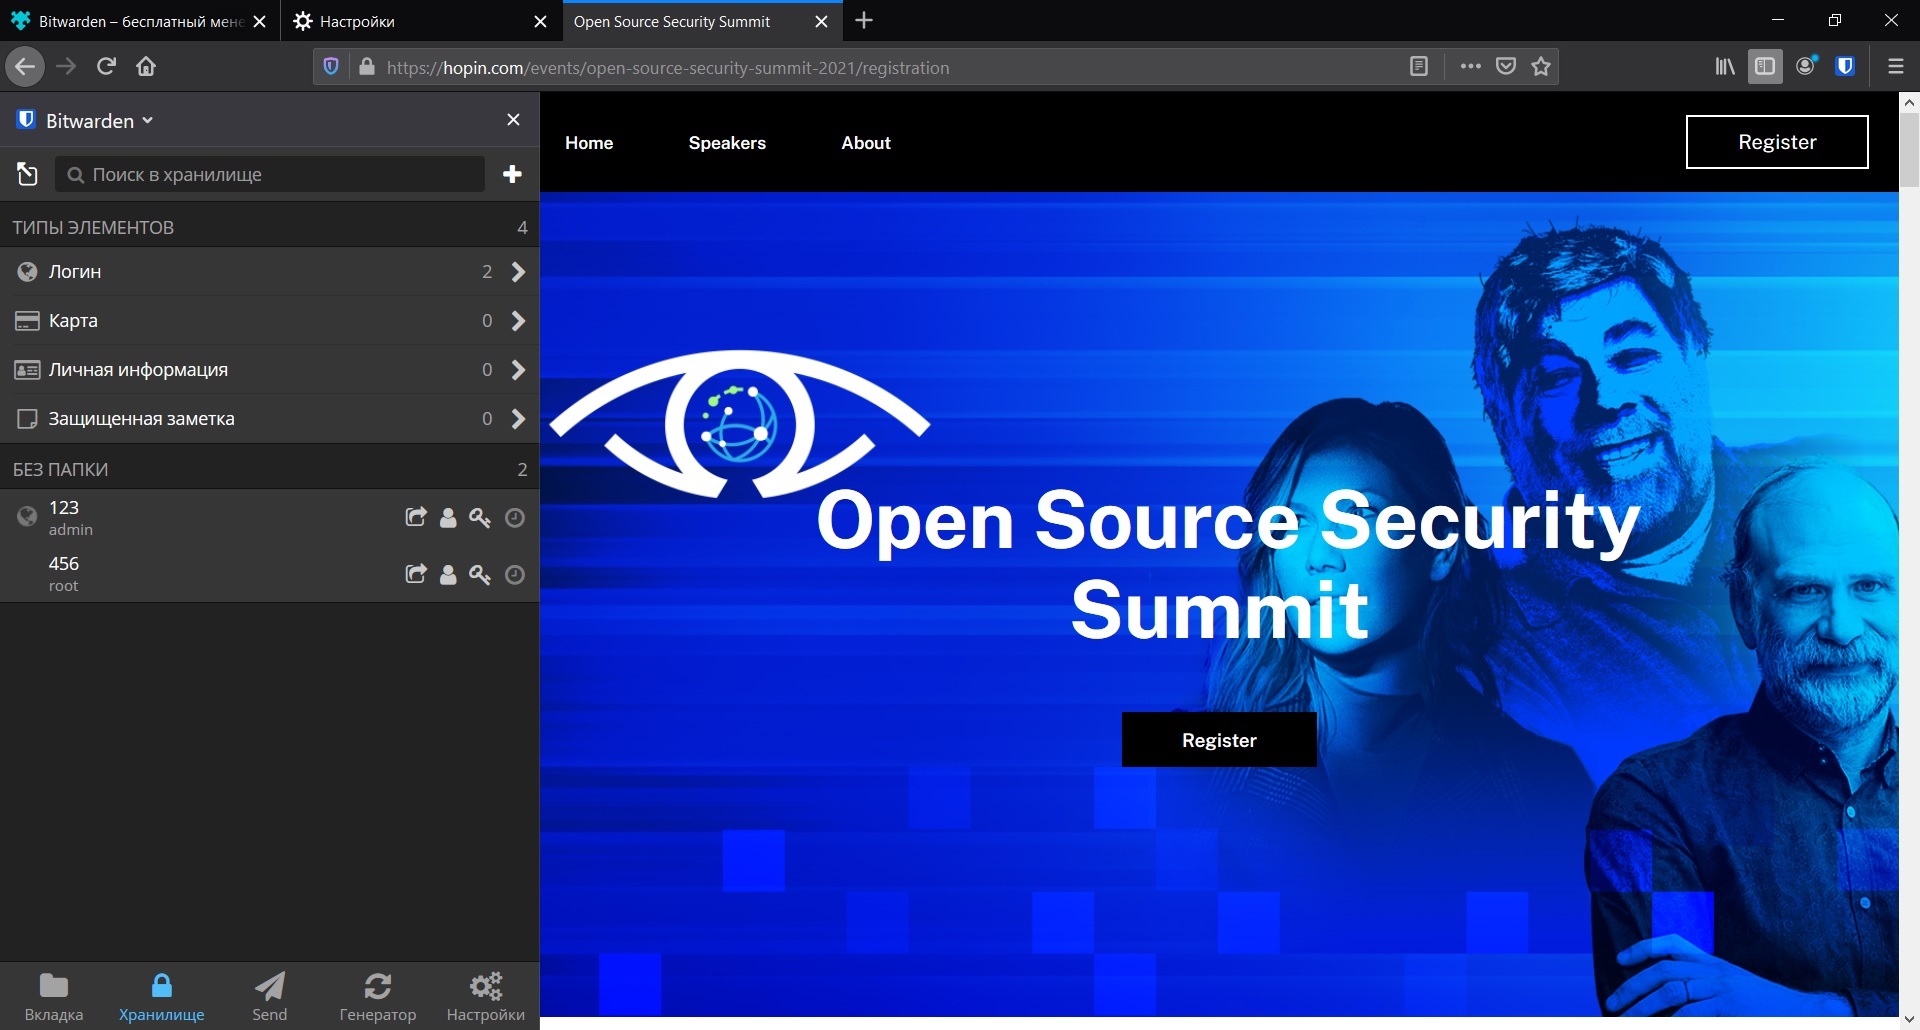 Bitwarden – бесплатный мене
Настройки
Open Source Security Summit
https://hopin.com/events/open-source-security-summit-2021/registration
Bitwarden
Поиск в хранилище
ТИПЫ ЭЛЕМЕНТОВ 4
Логин 2
Карта 0
Личная информация 0
Защищенная заметка 0
БЕЗ ПАПКИ 2
123
admin
456
root
Вкладка
Хранилище
Send
Генератор
Настройки
Home
Speakers
About
Register
Open Source Security
Summit
Register